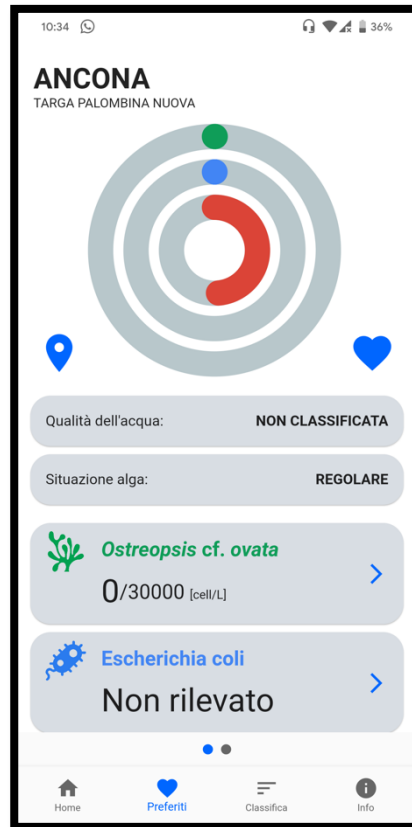 10:34 36%
ANCONA
TARGA PALOMBINA NUOVA
Qualità dell'acqua: NON CLASSIFICATA
Situazione alga: REGOLARE
Ostreopsis cf. ovata
0/30000 [cell/L]
Escherichia coli
Non rilevato
Home Preferiti Classifica Info